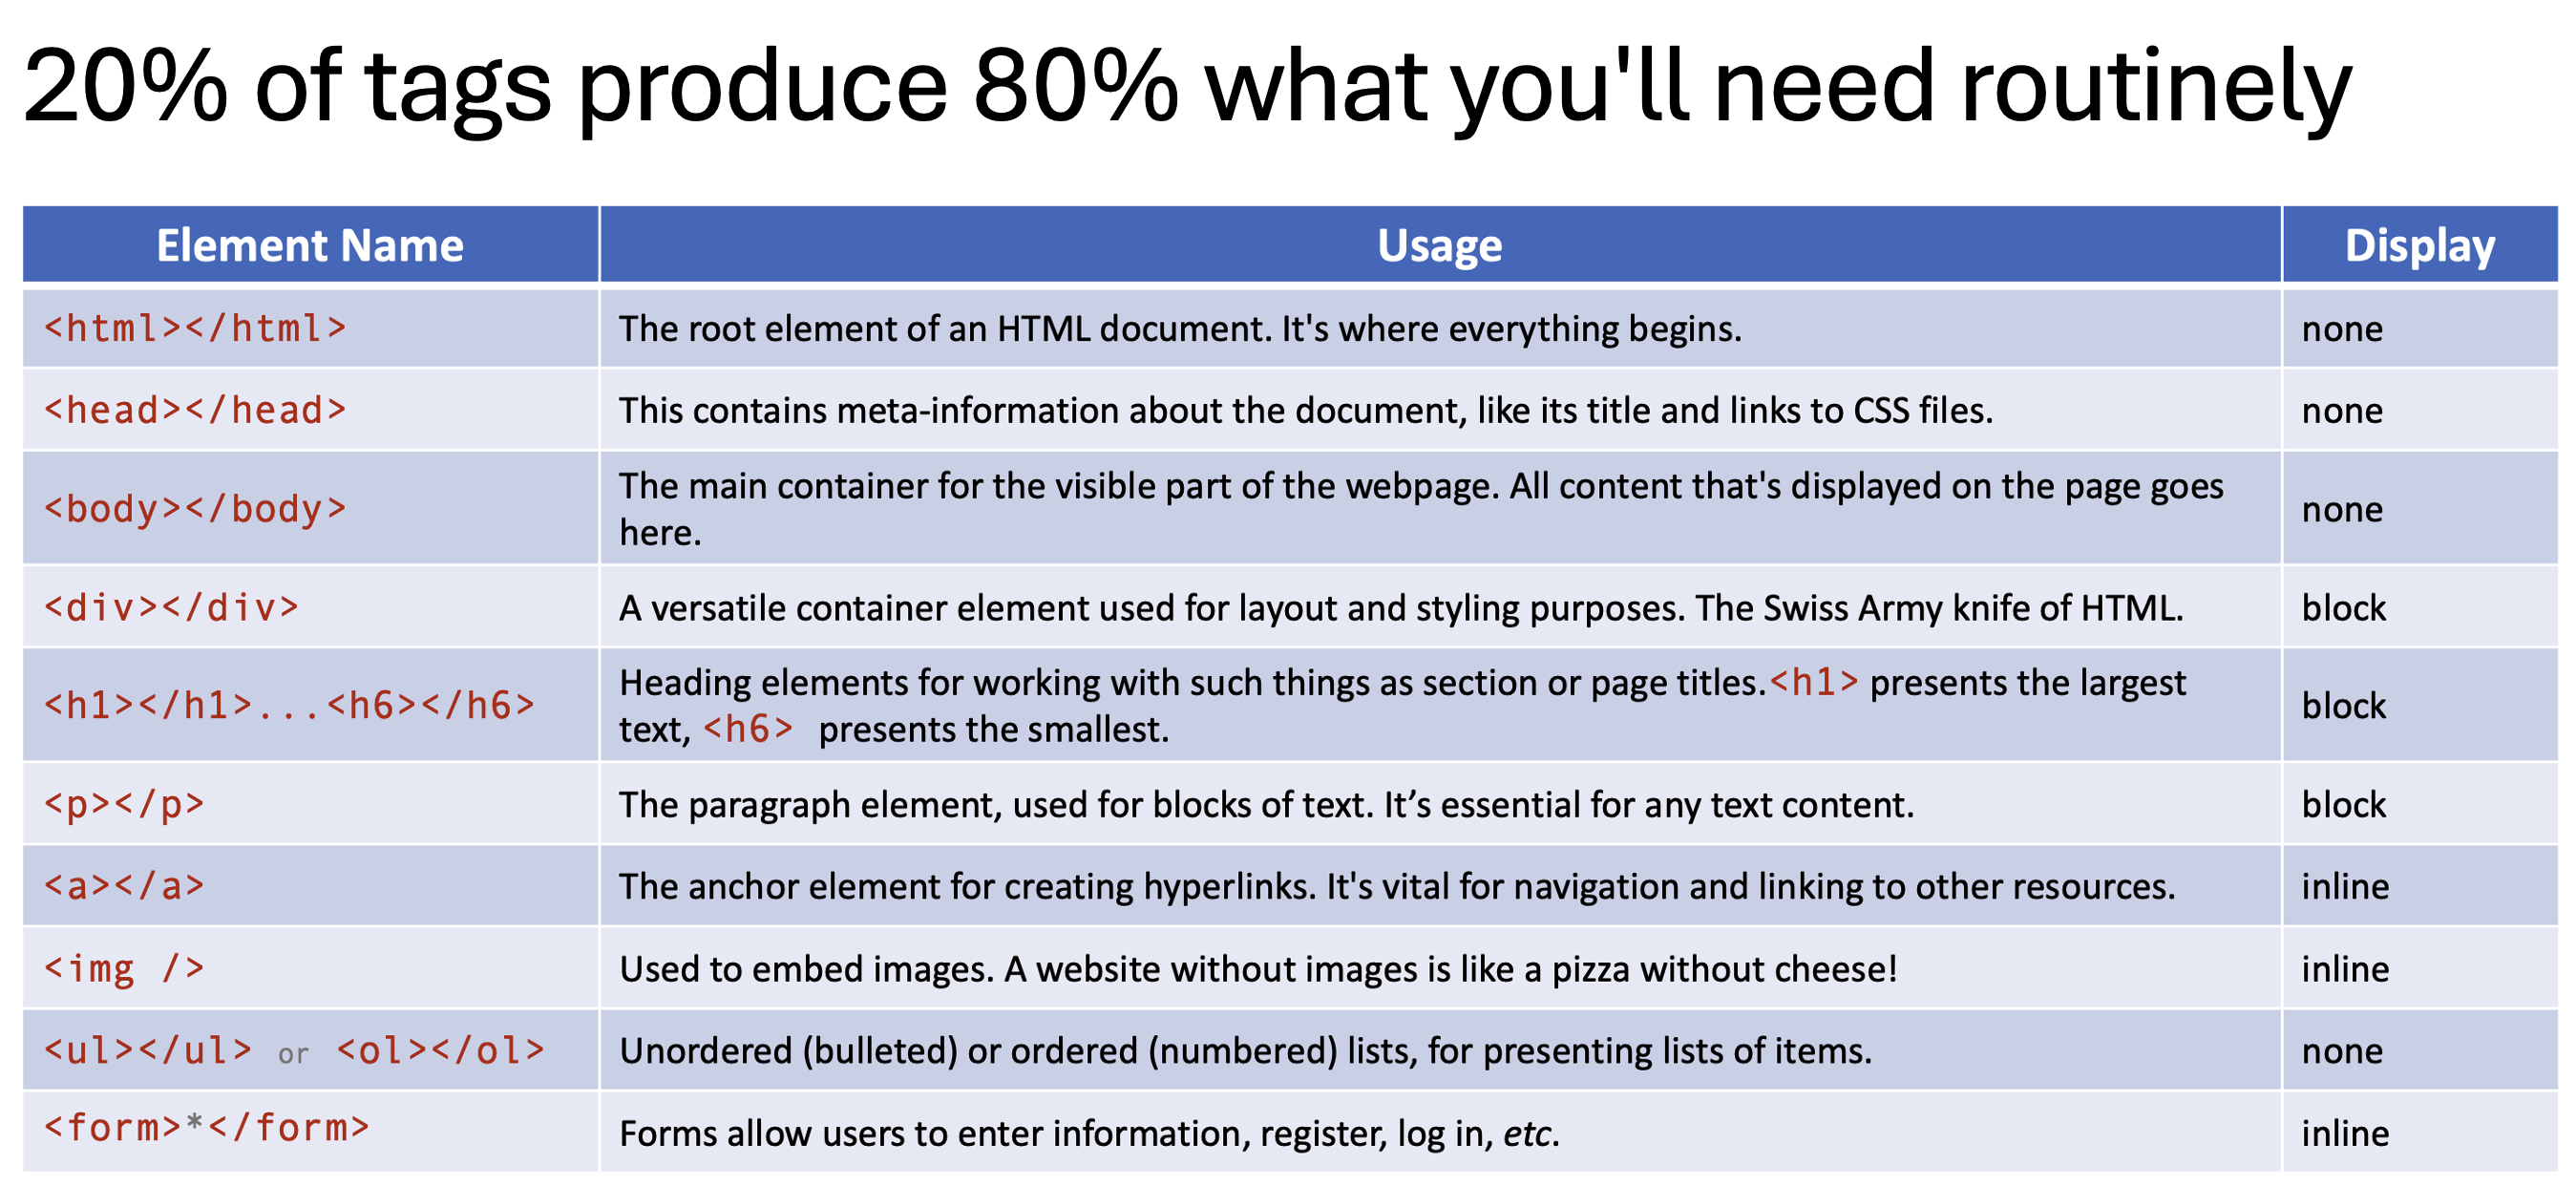 20% of tags produce 80% what you'll need routinely
Element Name Usage Display
<html></html> The root element of an HTML document. It's where everything begins. none
<head></head> This contains meta-information about the document, like its title and links to CSS files. none
<body></body> The main container for the visible part of the webpage. All content that's displayed on the page goes
here. none
<div></div> A versatile container element used for layout and styling purposes. The Swiss Army knife of HTML. block
<h1></h1>...<h6></h6> Heading elements for working with such things as section or page titles.<h1> presents the largest
text, <h6> presents the smallest. block
<p></p> The paragraph element, used for blocks of text. It’s essential for any text content. block
<a></a> The anchor element for creating hyperlinks. It's vital for navigation and linking to other resources. inline
<img /> Used to embed images. A website without images is like a pizza without cheese! inline
<ul></ul> or <ol></ol> Unordered (bulleted) or ordered (numbered) lists, for presenting lists of items. none
<form>*</form> Forms allow users to enter information, register, log in, etc. inline